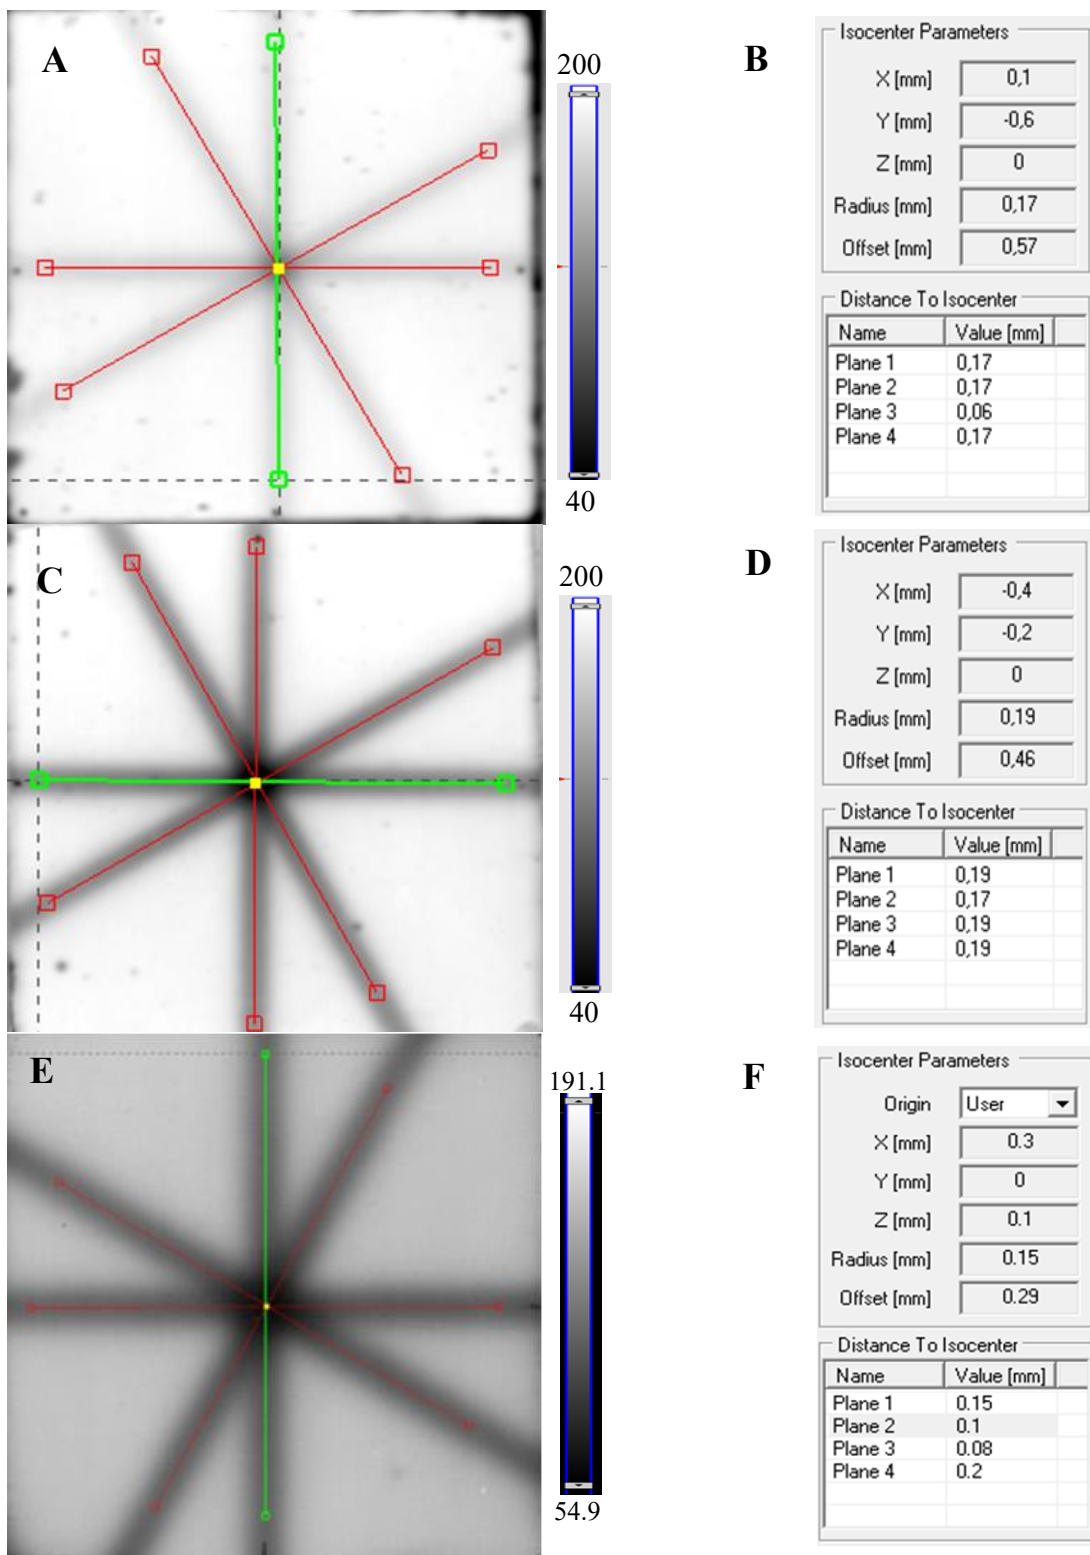 A
200
40
B
Isocenter Parameters
X [mm] 0,1
Y [mm] -0,6
Z [mm] 0
Radius [mm] 0,17
Offset [mm] 0,57
Distance To Isocenter
Name Value [mm]
Plane 1 0,17
Plane 2 0,17
Plane 3 0,06
Plane 4 0,17
C
200
40
D
Isocenter Parameters
X [mm] -0,4
Y [mm] -0,2
Z [mm] 0
Radius [mm] 0,19
Offset [mm] 0,46
Distance To Isocenter
Name Value [mm]
Plane 1 0,19
Plane 2 0,17
Plane 3 0,19
Plane 4 0,19
E
191.1
54.9
F
Isocenter Parameters
Origin User
X [mm] 0.3
Y [mm] 0
Z [mm] 0.1
Radius [mm] 0.15
Offset [mm] 0.29
Distance To Isocenter
Name Value [mm]
Plane 1 0.15
Plane 2 0.1
Plane 3 0.08
Plane 4 0.2